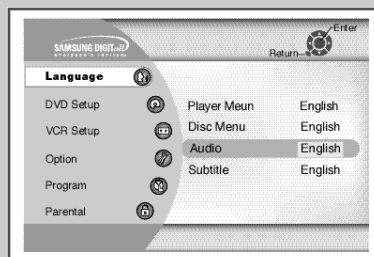 Enter
SAMSUNG DIGITall
Return
Language
DVD Setup
VCR Setup
Option
Program
Parental
Player Meun English
Disc Menu English
Audio English
Subtitle English